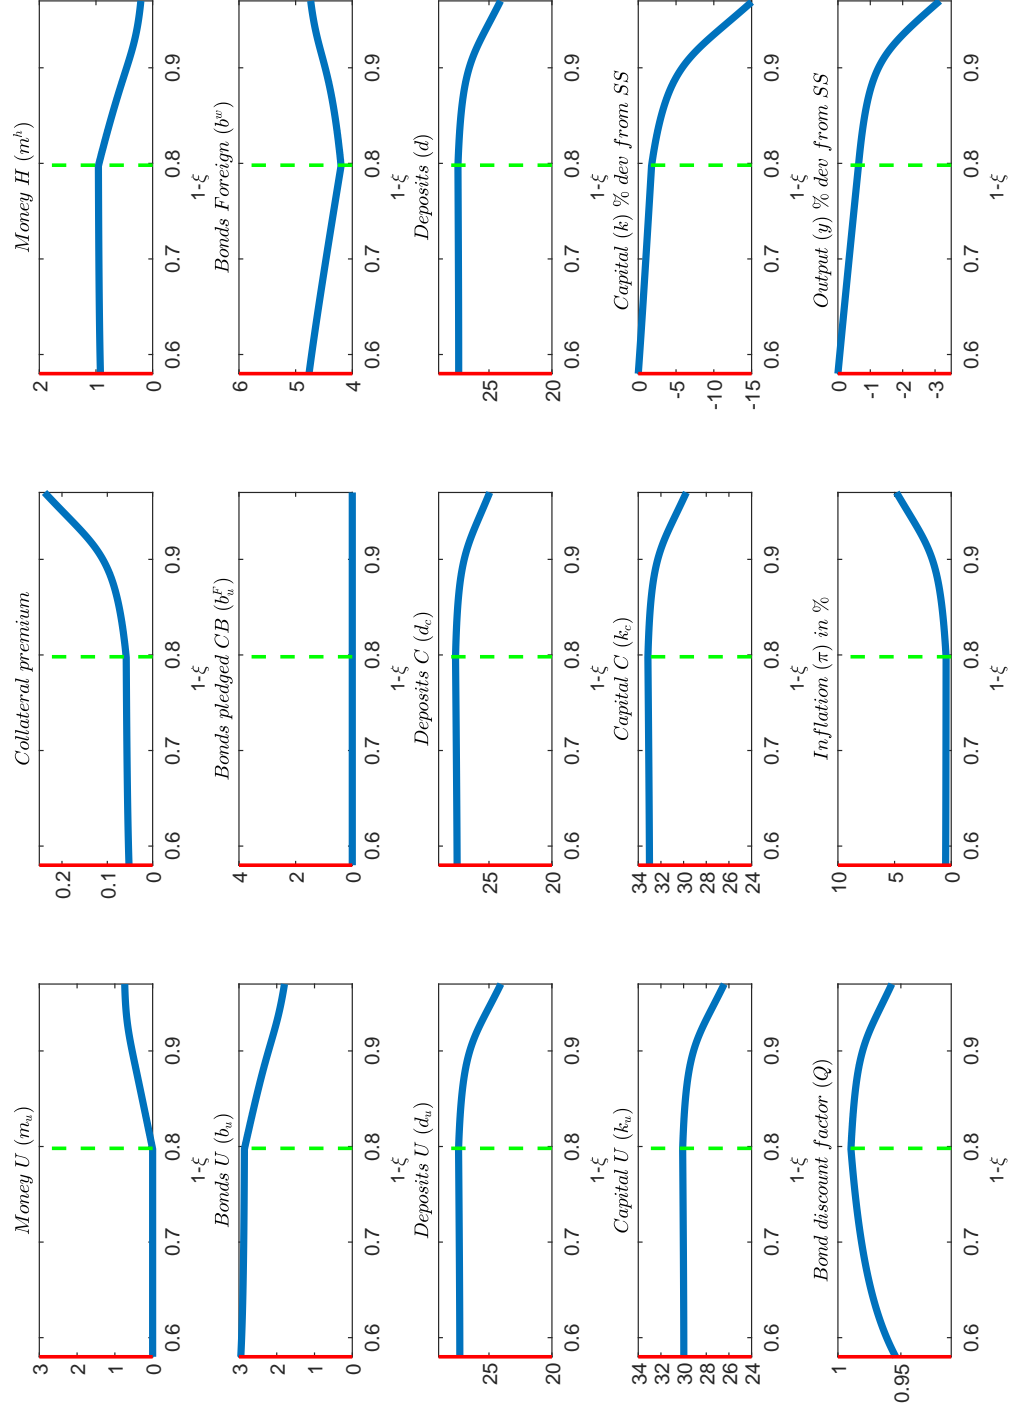 Money U (m_u)
3
2
1
0
0.6 0.7 0.8 0.9
1-ξ
Collateral premium
0.2
0.1
0
0.6 0.7 0.8 0.9
1-ξ
Money H (m^h)
2
1
0
0.6 0.7 0.8 0.9
1-ξ
Bonds U (b_u)
3
2
1
0
0.6 0.7 0.8 0.9
1-ξ
Bonds pledged CB (b_u^F)
4
2
0
0.6 0.7 0.8 0.9
1-ξ
Bonds Foreign (b^w)
6
5
4
0.6 0.7 0.8 0.9
1-ξ
Deposits U (d_u)
25
20
0.6 0.7 0.8 0.9
1-ξ
Deposits C (d_c)
25
20
0.6 0.7 0.8 0.9
1-ξ
Deposits (d)
25
20
0.6 0.7 0.8 0.9
1-ξ
Capital U (k_u)
34
32
30
28
26
24
0.6 0.7 0.8 0.9
1-ξ
Capital C (k_c)
34
32
30
28
26
24
0.6 0.7 0.8 0.9
1-ξ
Capital (k) % dev from SS
0
-5
-10
-15
0.6 0.7 0.8 0.9
1-ξ
Bond discount factor (Q)
1
0.95
0.6 0.7 0.8 0.9
1-ξ
Inflation (π) in %
10
5
0
0.6 0.7 0.8 0.9
1-ξ
Output (y) % dev from SS
0
-1
-2
-3
0.6 0.7 0.8 0.9
1-ξ